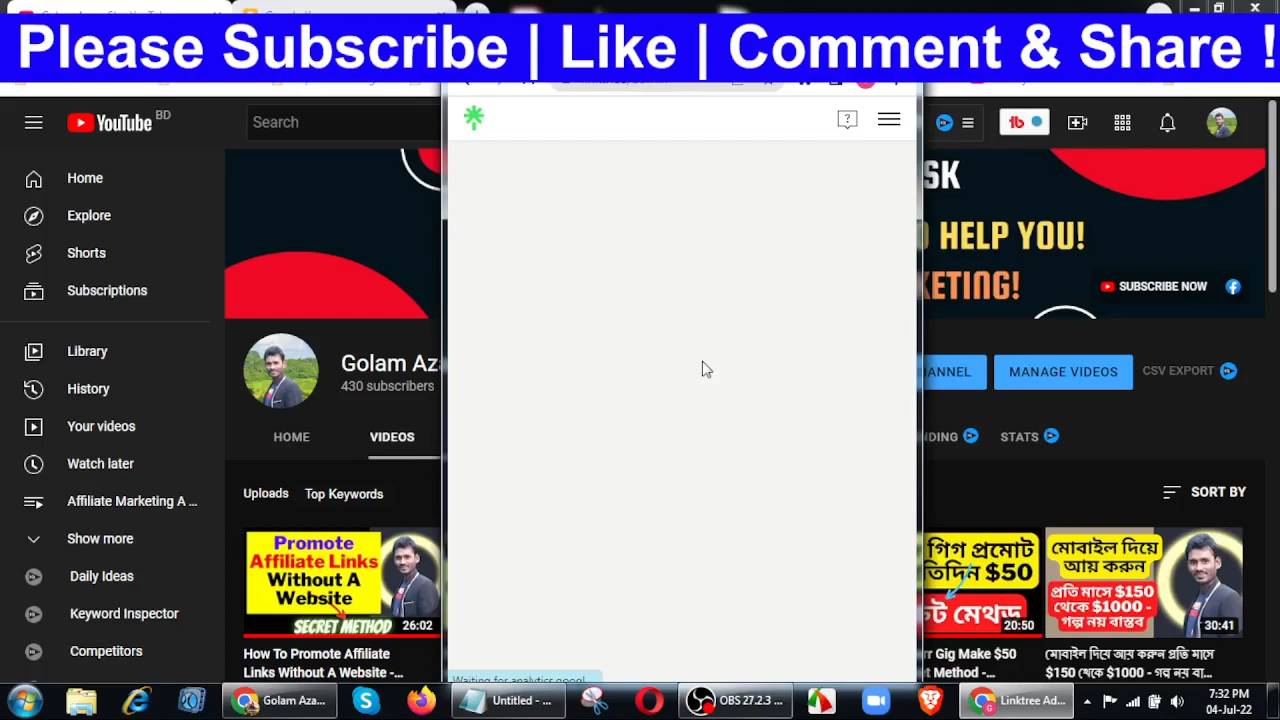 Please Subscribe | Like | Comment & Share !
YouTube BD
Search
Home
Explore
Shorts
Subscriptions
Library
History
Your videos
Watch later
Affiliate Marketing A ...
Show more
Daily Ideas
Keyword Inspector
Competitors
SK
HELP YOU!
KETING!
SUBSCRIBE NOW
Golam Aza
430 subscribers
MANAGE VIDEOS
CSV EXPORT
HOME
VIDEOS
STATS
Uploads
Top Keywords
SORT BY
Promote
Affiliate Links
Without A
Website
SECRET METHOD
26:02
How To Promote Affiliate
Links Without A Website -
গিগ প্রমোট
তিদিন $50
মেথড
20:50
Gig Make $50
Method -
মোবাইল দিয়ে
আয় করুন
প্রতি মাসে $150
থেকে $1000 -
গল্প নয় বাস্তব
30:41
মোবাইল দিয়ে আয় করুন প্রতি মাসে
$150 থেকে $1000 - গল্প নয়
Golam Aza...
Untitled - ...
OBS 27.2.3 ...
Linktree Ad...
7:32 PM
04-Jul-22